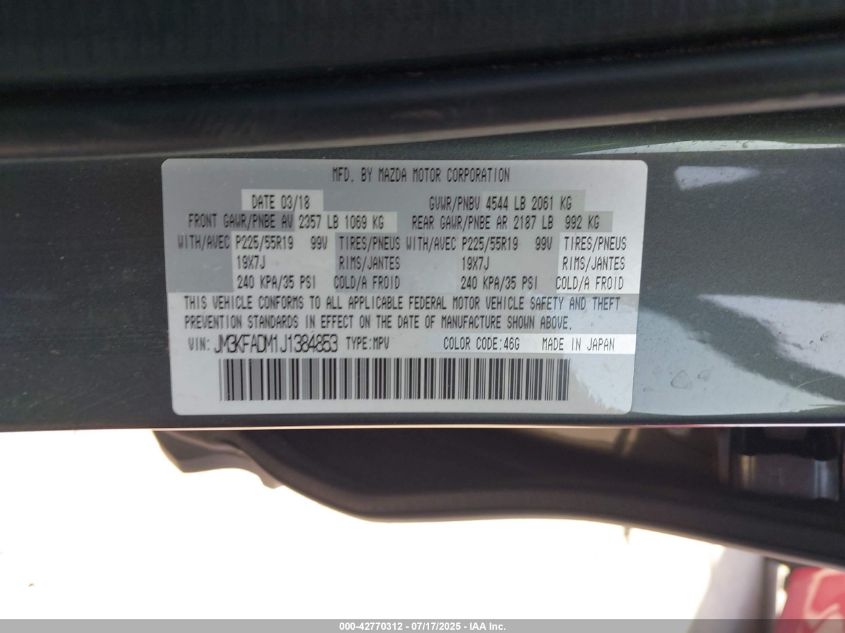 MFD. BY MAZDA MOTOR CORPORATION
DATE 03/18 GVWR/PNBV 4544 LB 2061 KG
FRONT GAWR/PNBE AV 2357 LB 1069 KG REAR GAWR/PNBE AR 2187 LB 992 KG
WITH/AVEC P225/55R19 99V TIRES/PNEUS WITH/AVEC P225/55R19 99V TIRES/PNEUS
19X7J RIMS/JANTES 19X7J RIMS/JANTES
240 KPA/35 PSI COLD/A FROID 240 KPA/35 PSI COLD/A FROID
THIS VEHICLE CONFORMS TO ALL APPLICABLE FEDERAL MOTOR VEHICLE SAFETY AND THEFT
PREVENTION STANDARDS IN EFFECT ON THE DATE OF MANUFACTURE SHOWN ABOVE.
VIN: JM3KFADM1J1384853 TYPE:MPV COLOR CODE:46G MADE IN JAPAN
000-42770312 - 07/17/2025 - IAA Inc.